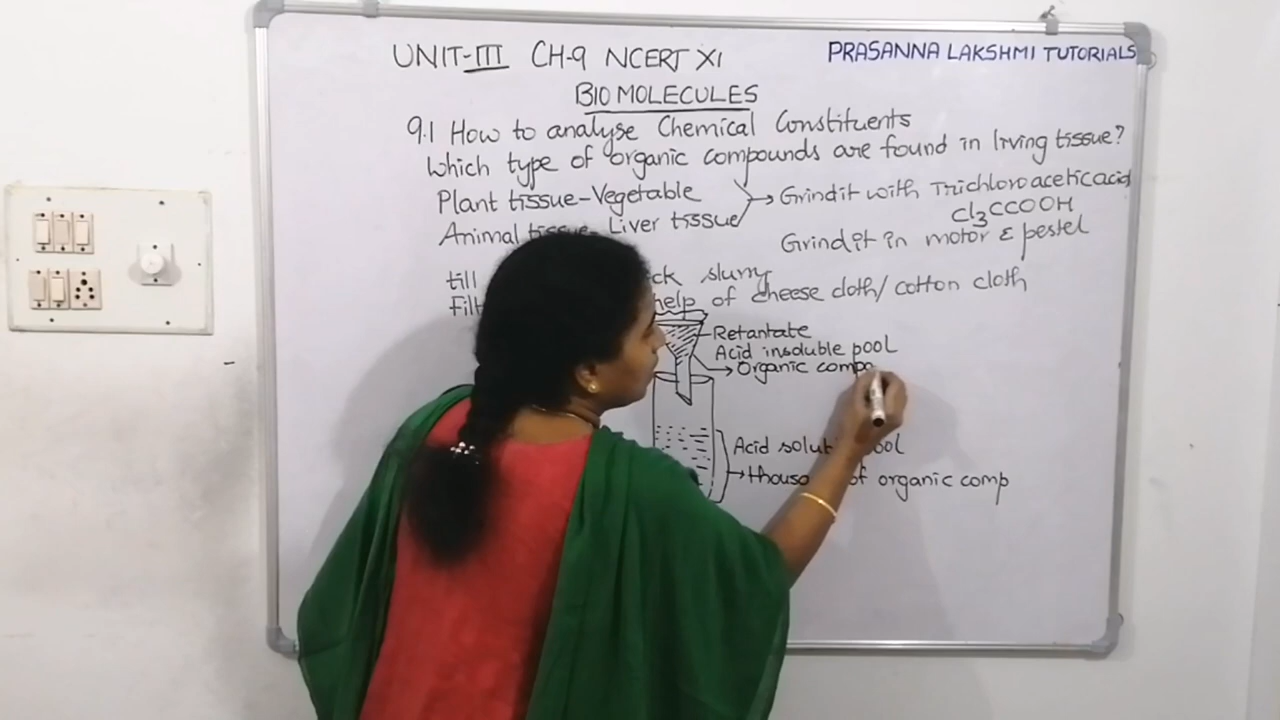 UNIT-III CH-9 NCERT XI
PRASANNA LAKSHMI TUTORIALS
BIOMOLECULES
9.1 How to analyse Chemical Constituents
Which type of organic compounds are found in living tissue?
Plant tissue-Vegetable
Animal tissue- Liver tissue
Grind it with Trichloroacetic acid
Cl3CCOOH
Grind it in motor & pestel
till slurry
help of cheese cloth/ cotton cloth
Retantate
Acid insoluble pool
Organic comp
Acid pool
of organic comp